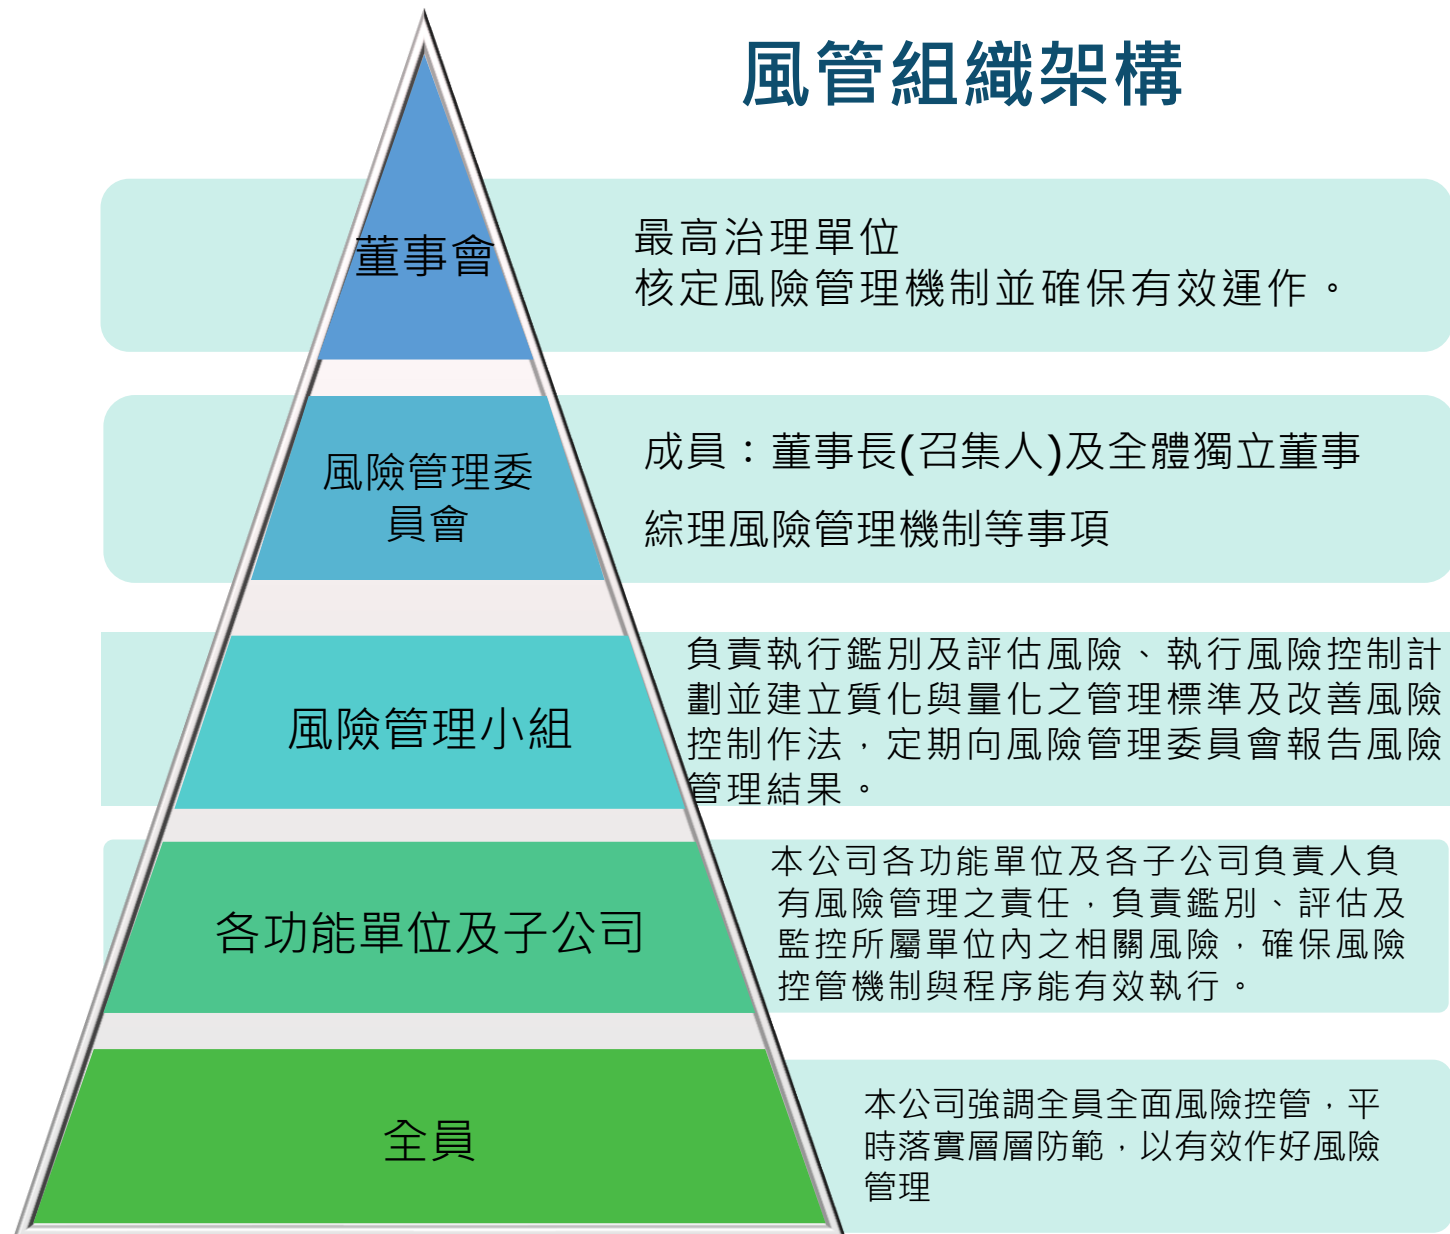 風管組織架構
董事會
最高治理單位
核定風險管理機制並確保有效運作。
風險管理委
員會
成員：董事長(召集人)及全體獨立董事
綜理風險管理機制等事項
風險管理小組
負責執行鑑別及評估風險、執行風險控制計
劃並建立質化與量化之管理標準及改善風險
控制作法，定期向風險管理委員會報告風險
管理結果。
各功能單位及子公司
本公司各功能單位及各子公司負責人負
有風險管理之責任，負責鑑別、評估及
監控所屬單位內之相關風險，確保風險
控管機制與程序能有效執行。
全員
本公司強調全員全面風險控管，平
時落實層層防範，以有效作好風險
管理